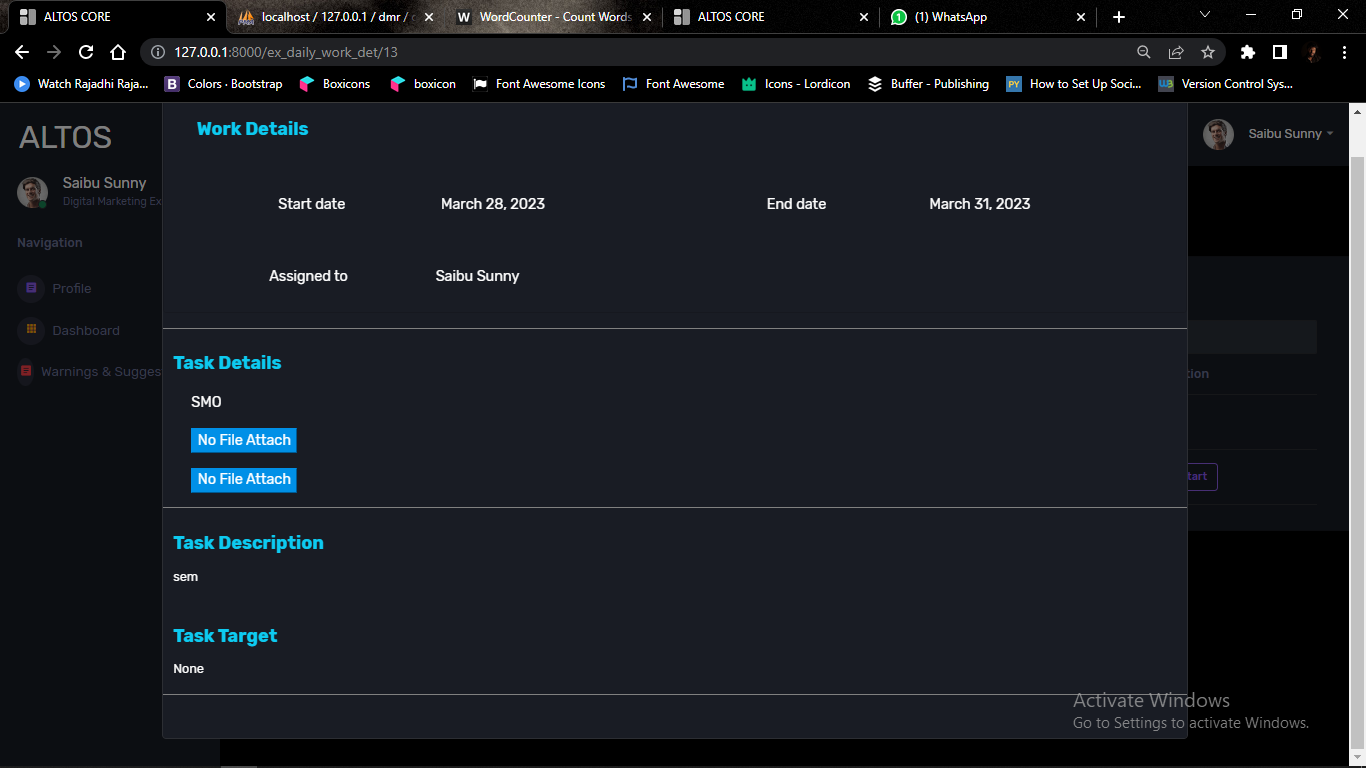 ALTOS CORE
localhost / 127.0.0.1 / dmr /
WordCounter - Count Words
ALTOS CORE
(1) WhatsApp
127.0.0.1:8000/ex_daily_work_det/13
Watch Rajadhi Raja...
Colors · Bootstrap
Boxicons
boxicon
Font Awesome Icons
Font Awesome
Icons - Lordicon
Buffer - Publishing
PY
How to Set Up Soci...
Version Control Sys...
ALTOS
Saibu Sunny
Saibu Sunny
Digital Marketing Ex
Navigation
Profile
Dashboard
Warnings & Sugges
Work Details
Start date March 28, 2023 End date March 31, 2023
Assigned to Saibu Sunny
Task Details
SMO
No File Attach
No File Attach
tion
tart
Task Description
sem
Task Target
None
Activate Windows
Go to Settings to activate Windows.